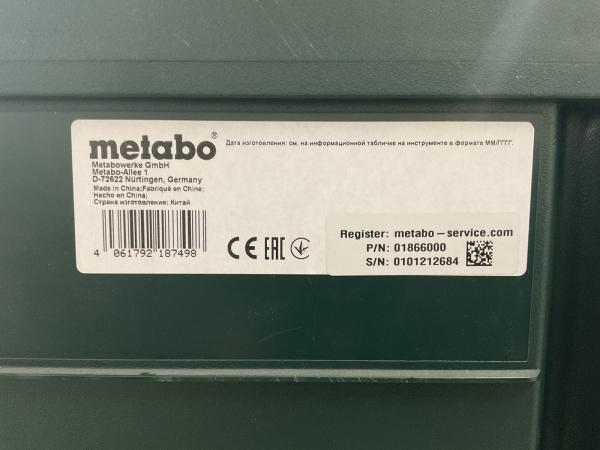 metabo®
Metabowerke GmbH
Metabo-Allee 1
D-72622 Nürtingen, Germany
Made in China;Fabriqué en Chine;
Hecho en China;
Страна изготовления: Китай
Дата изготовления: см. на информационной табличке на инструменте в формате ММ/ГГГГ.
4 061792 187498
CE EAC
Register: metabo-service.com
P/N: 01866000
S/N: 0101212684